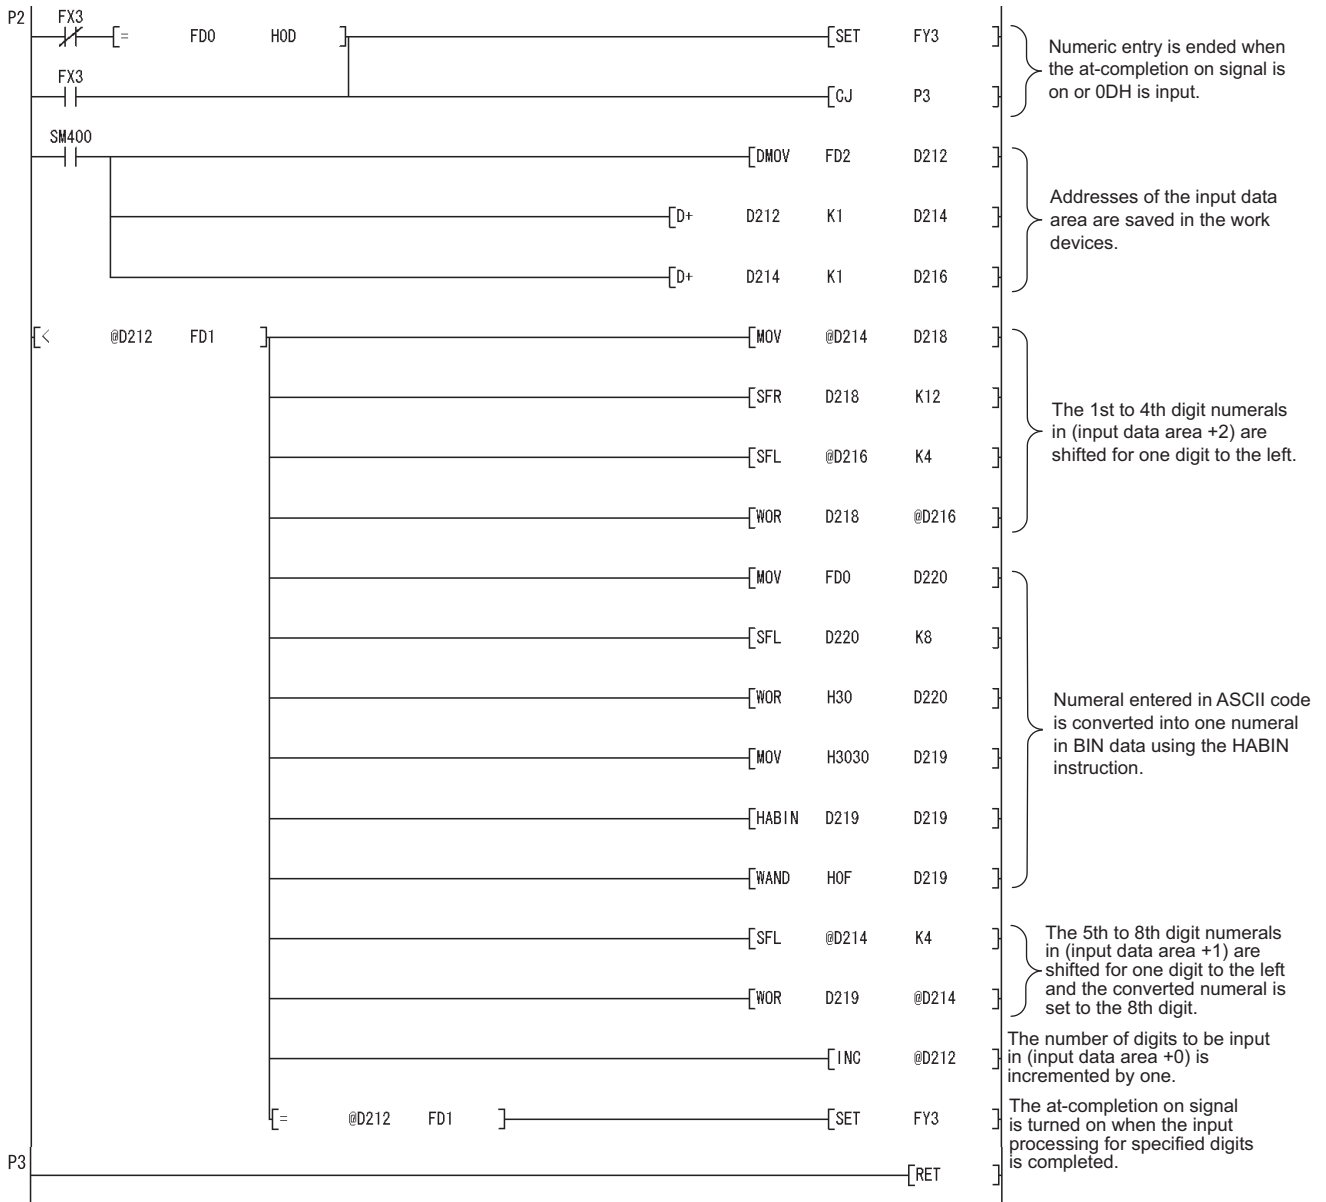 P2 FX3 [= FD0 H0D ] [SET FY3 ]
Numeric entry is ended when
the at-completion on signal is
on or 0DH is input.
FX3 [CJ P3 ]
SM400 [DMOV FD2 D212 ]
[D+ D212 K1 D214 ]
[D+ D214 K1 D216 ]
Addresses of the input data
area are saved in the work
devices.
[< @D212 FD1 ] [MOV @D214 D218 ]
[SFR D218 K12 ]
[SFL @D216 K4 ]
[WOR D218 @D216 ]
The 1st to 4th digit numerals
in (input data area +2) are
shifted for one digit to the left.
[MOV FD0 D220 ]
[SFL D220 K8 ]
[WOR H30 D220 ]
[MOV H3030 D219 ]
[HABIN D219 D219 ]
[WAND H0F D219 ]
Numeral entered in ASCII code
is converted into one numeral
in BIN data using the HABIN
instruction.
[SFL @D214 K4 ]
[WOR D219 @D214 ]
The 5th to 8th digit numerals
in (input data area +1) are
shifted for one digit to the left
and the converted numeral is
set to the 8th digit.
[INC @D212 ]
The number of digits to be input
in (input data area +0) is
incremented by one.
[= @D212 FD1 ] [SET FY3 ]
The at-completion on signal
is turned on when the input
processing for specified digits
is completed.
P3 [RET ]